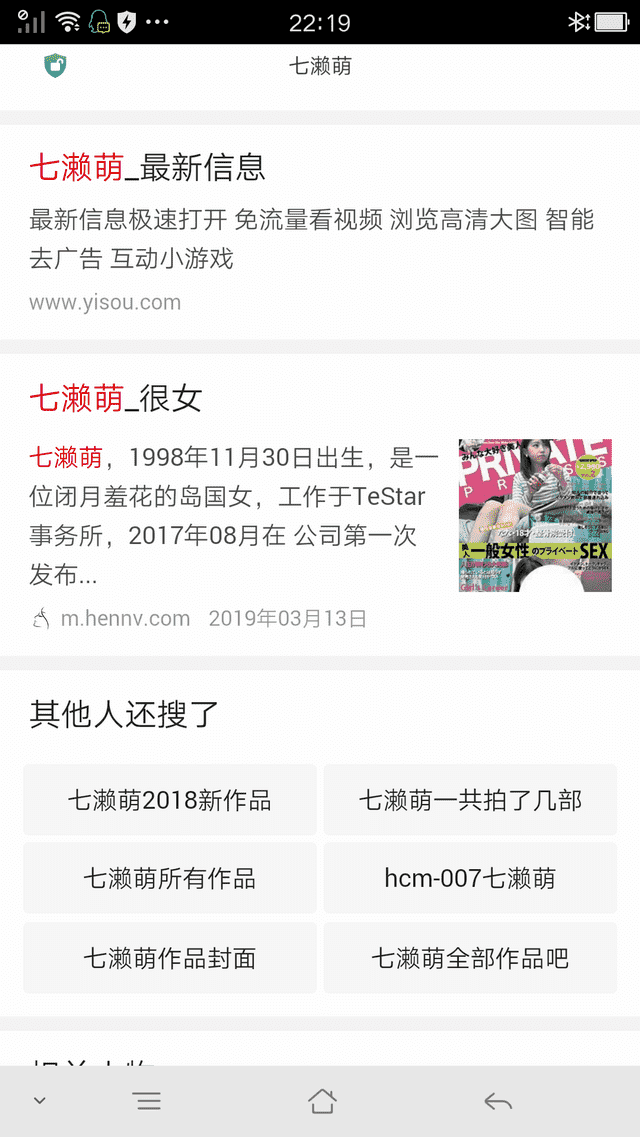 22:19
七濑萌
七濑萌_最新信息
最新信息极速打开 免流量看视频 浏览高清大图 智能
去广告 互动小游戏
www.yisou.com
七濑萌_很女
七濑萌，1998年11月30日出生，是一
位闭月羞花的岛国女，工作于TeStar
事务所，2017年08月在 公司第一次
发布...
みんな大好き美人
PRIVATE
一般女性のプライベートSEX
m.hennv.com 2019年03月13日
其他人还搜了
七濑萌2018新作品
七濑萌一共拍了几部
七濑萌所有作品
hcm-007七濑萌
七濑萌作品封面
七濑萌全部作品吧